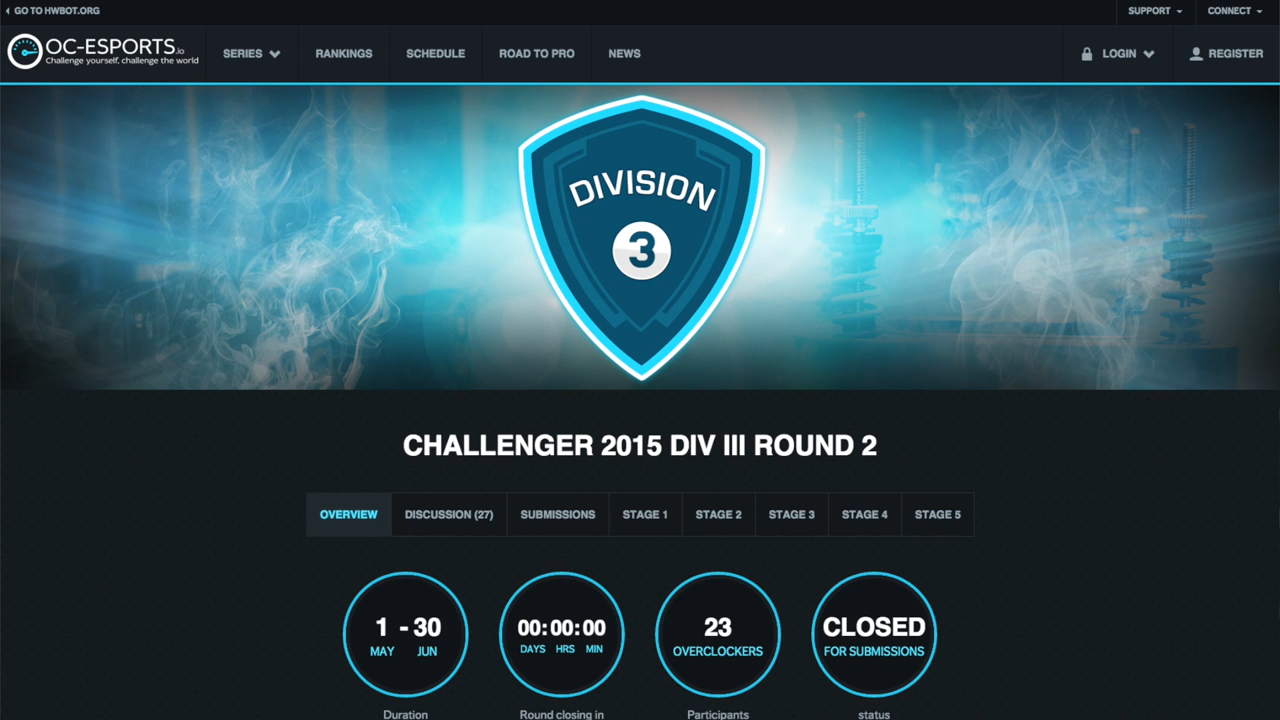 GO TO HWBOT.ORG
SUPPORT
CONNECT
OC-ESPORTS.io
Challenge yourself, challenge the world
SERIES
RANKINGS
SCHEDULE
ROAD TO PRO
NEWS
LOGIN
REGISTER
DIVISION
3
CHALLENGER 2015 DIV III ROUND 2
OVERVIEW
DISCUSSION (27)
SUBMISSIONS
STAGE 1
STAGE 2
STAGE 3
STAGE 4
STAGE 5
1 - 30
MAY JUN
Duration
00:00:00
DAYS HRS MIN
Round closing in
23
OVERCLOCKERS
Participants
CLOSED
FOR SUBMISSIONS
status